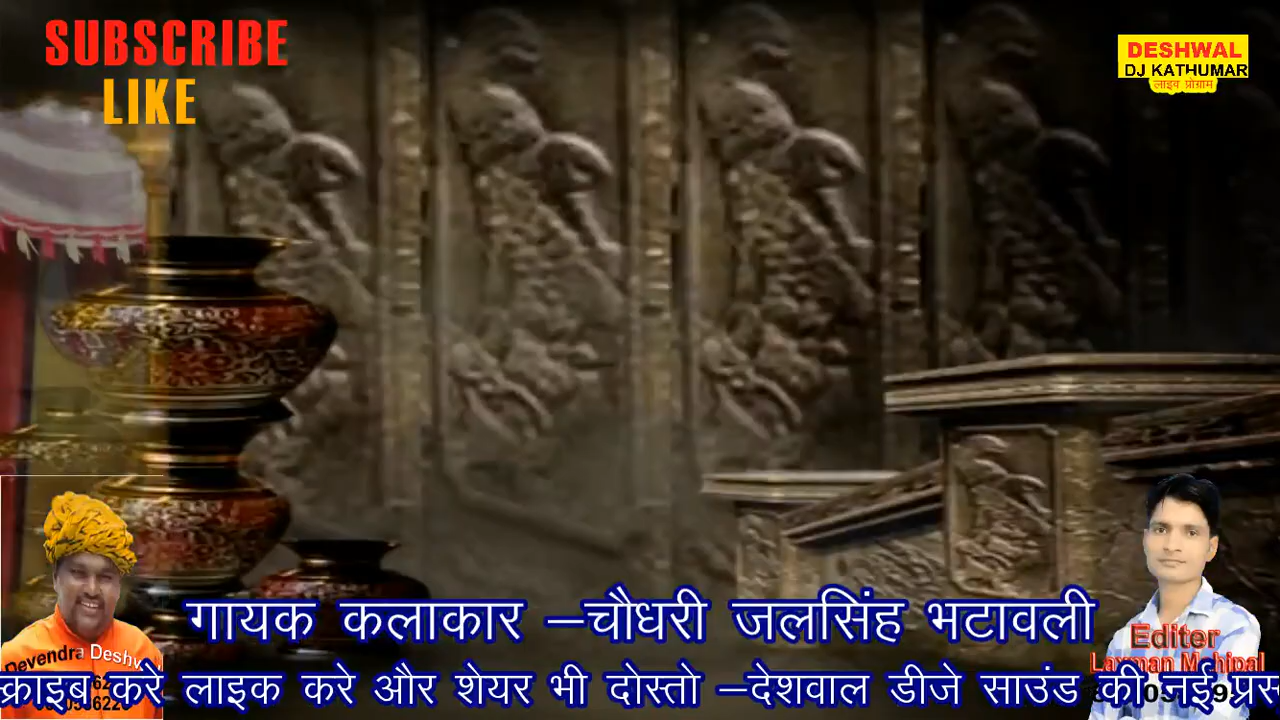 SUBSCRIBE
LIKE
DESHWAL
DJ KATHUMAR
लाइव प्रोग्राम
गायक कलाकार –चौधरी जलसिंह भटावली
Editer
Devendra Deshw
क्राइब करे लाइक करे और शेयर भी दोस्तो –देशवाल डीजे साउंड की नई प्रस